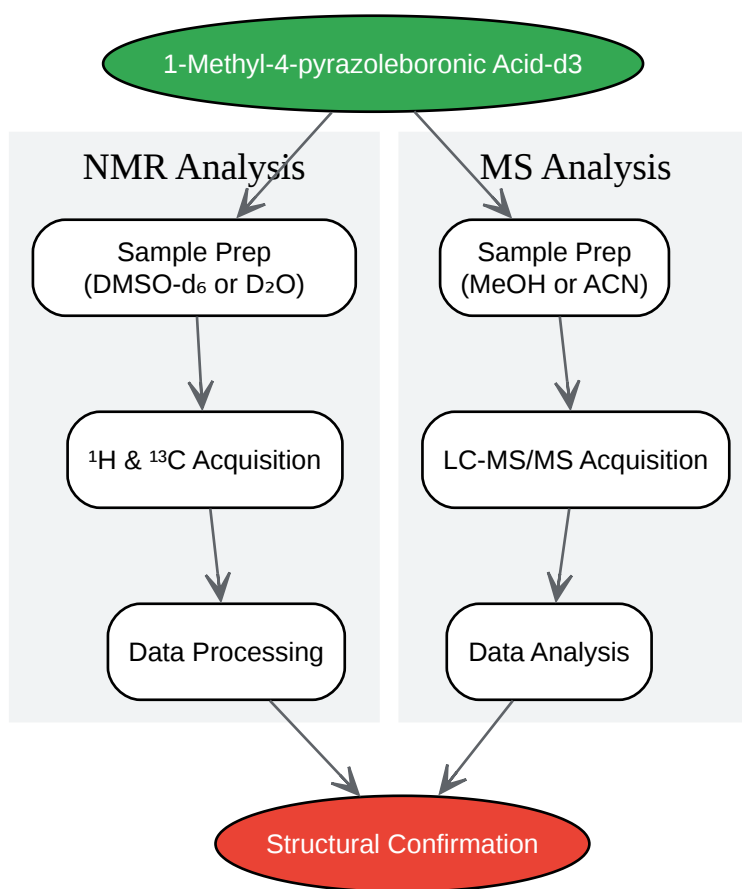 1-Methyl-4-pyrazoleboronic Acid-d3
NMR Analysis
Sample Prep
(DMSO-d₆ or D₂O)
¹H & ¹³C Acquisition
Data Processing
MS Analysis
Sample Prep
(MeOH or ACN)
LC-MS/MS Acquisition
Data Analysis
Structural Confirmation